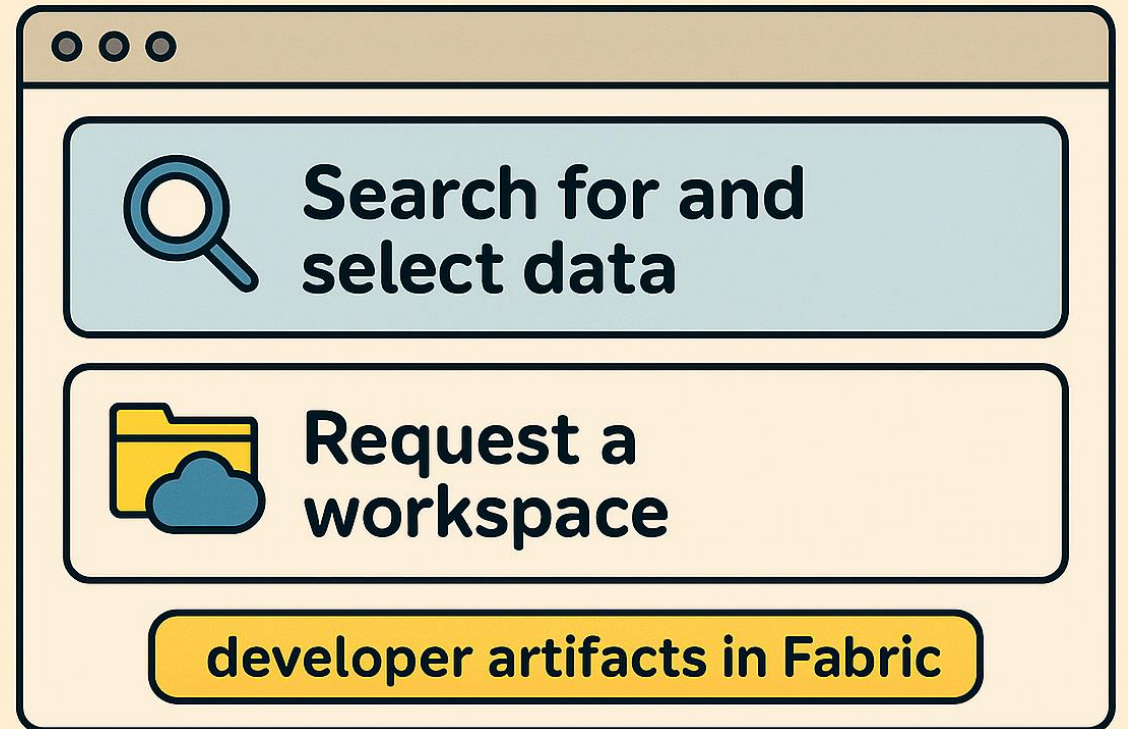 Search for and
select data
Request a
workspace
developer artifacts in Fabric